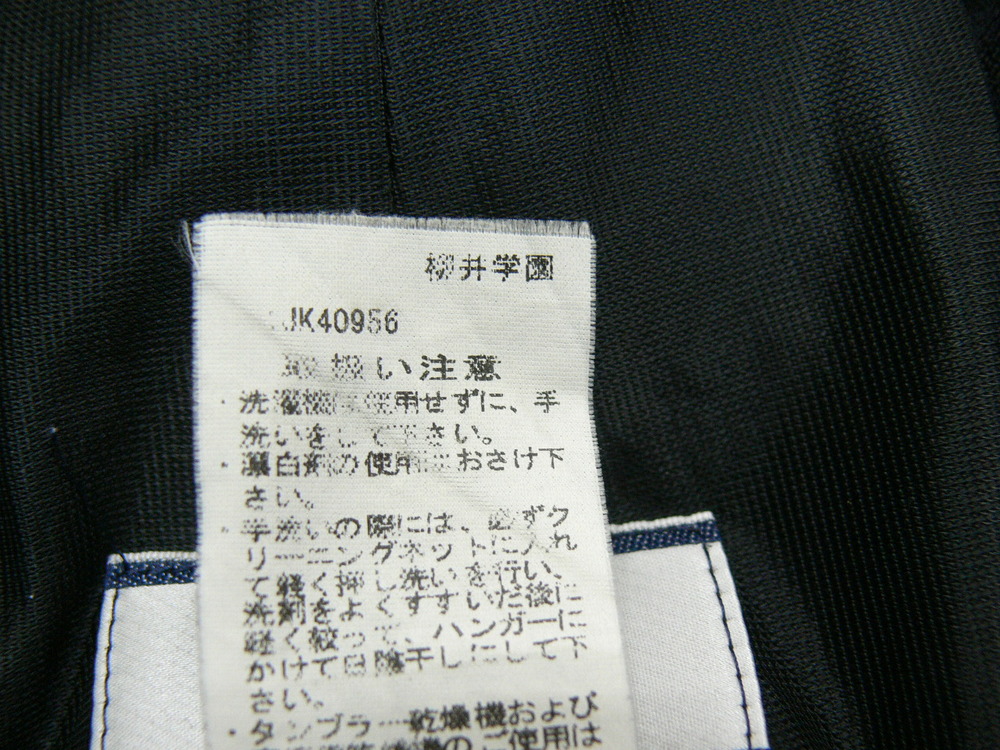 柳井学園
JK40956
取扱い注意
・洗濯機は使用せずに、手
洗いをして下さい。
・漂白剤の使用はおさけ下
さい。
・手洗いの際には、必ずク
リーニングネットに入れ
て軽く押し洗いを行い、
洗剤をよくすすいだ後に
軽く絞って、ハンガーに
かけて日陰干しにして下
さい。
・タンブラー乾燥機および
のご使用は